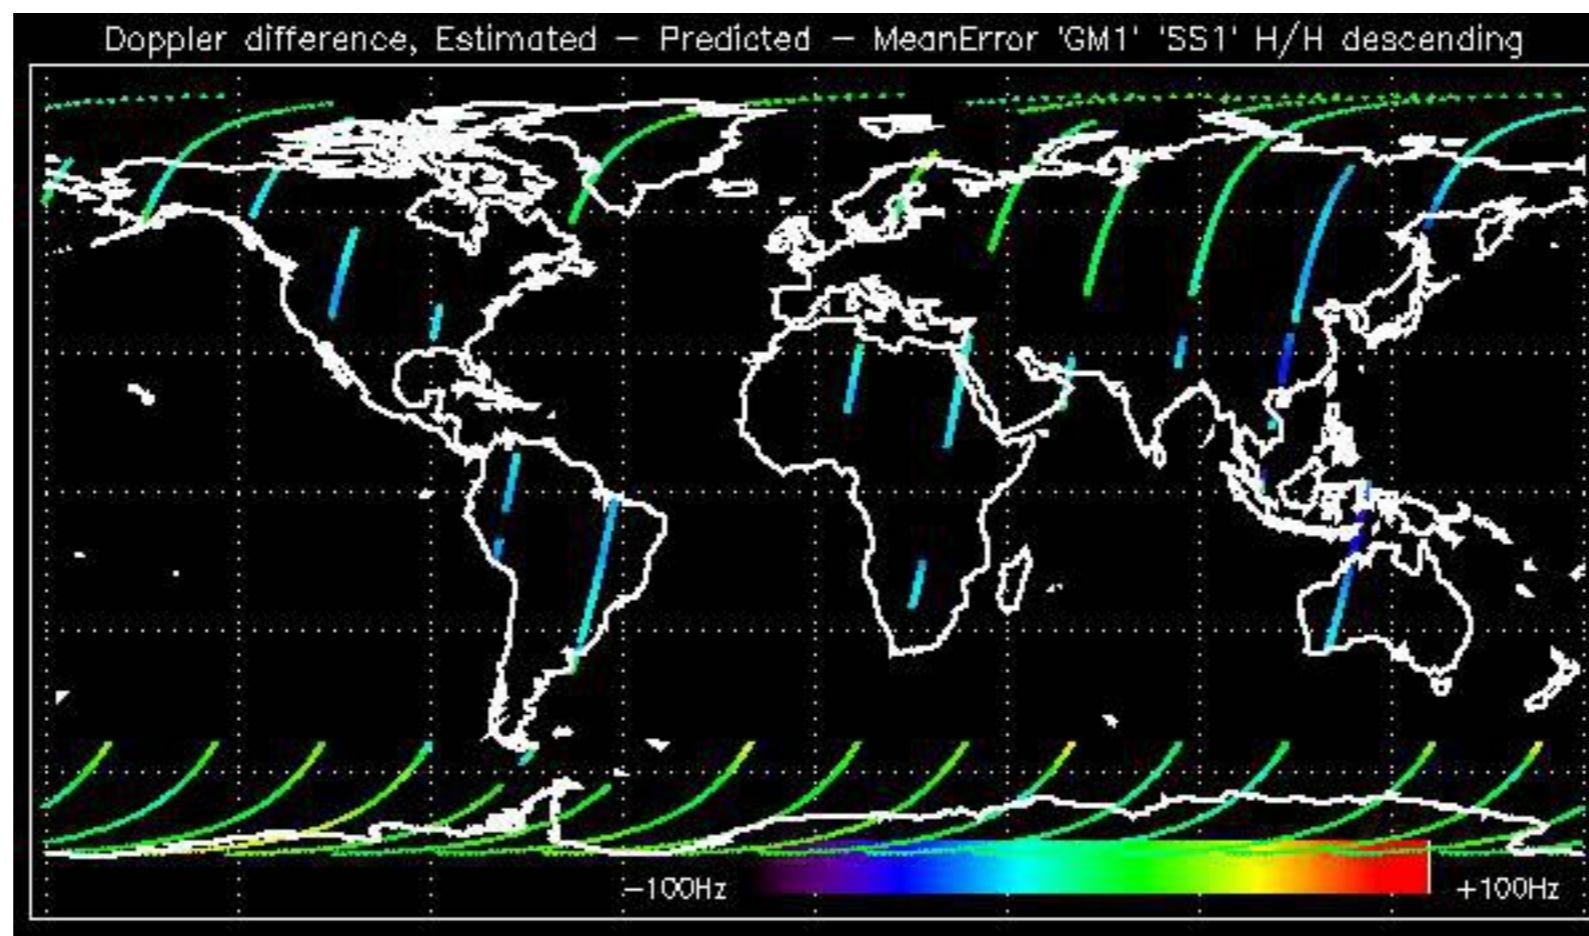 Doppler difference, Estimated – Predicted – MeanError 'GM1' 'SS1' H/H descending
–100Hz +100Hz